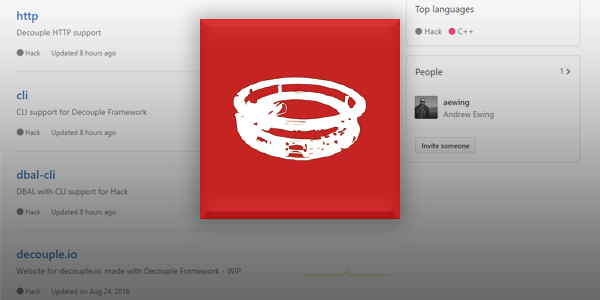 http
Decouple HTTP support
Hack Updated 8 hours ago
cli
CLI support for Decouple Framework
Hack Updated 8 hours ago
dbal-cli
DBAL with CLI support for Hack
Hack Updated 8 hours ago
decouple.io
Website for decouple.io, made with Decouple Framework - WIP
Hack Updated on Aug 24, 2016
Top languages
Hack C++
People 1 >
aewing
Andrew Ewing
Invite someone